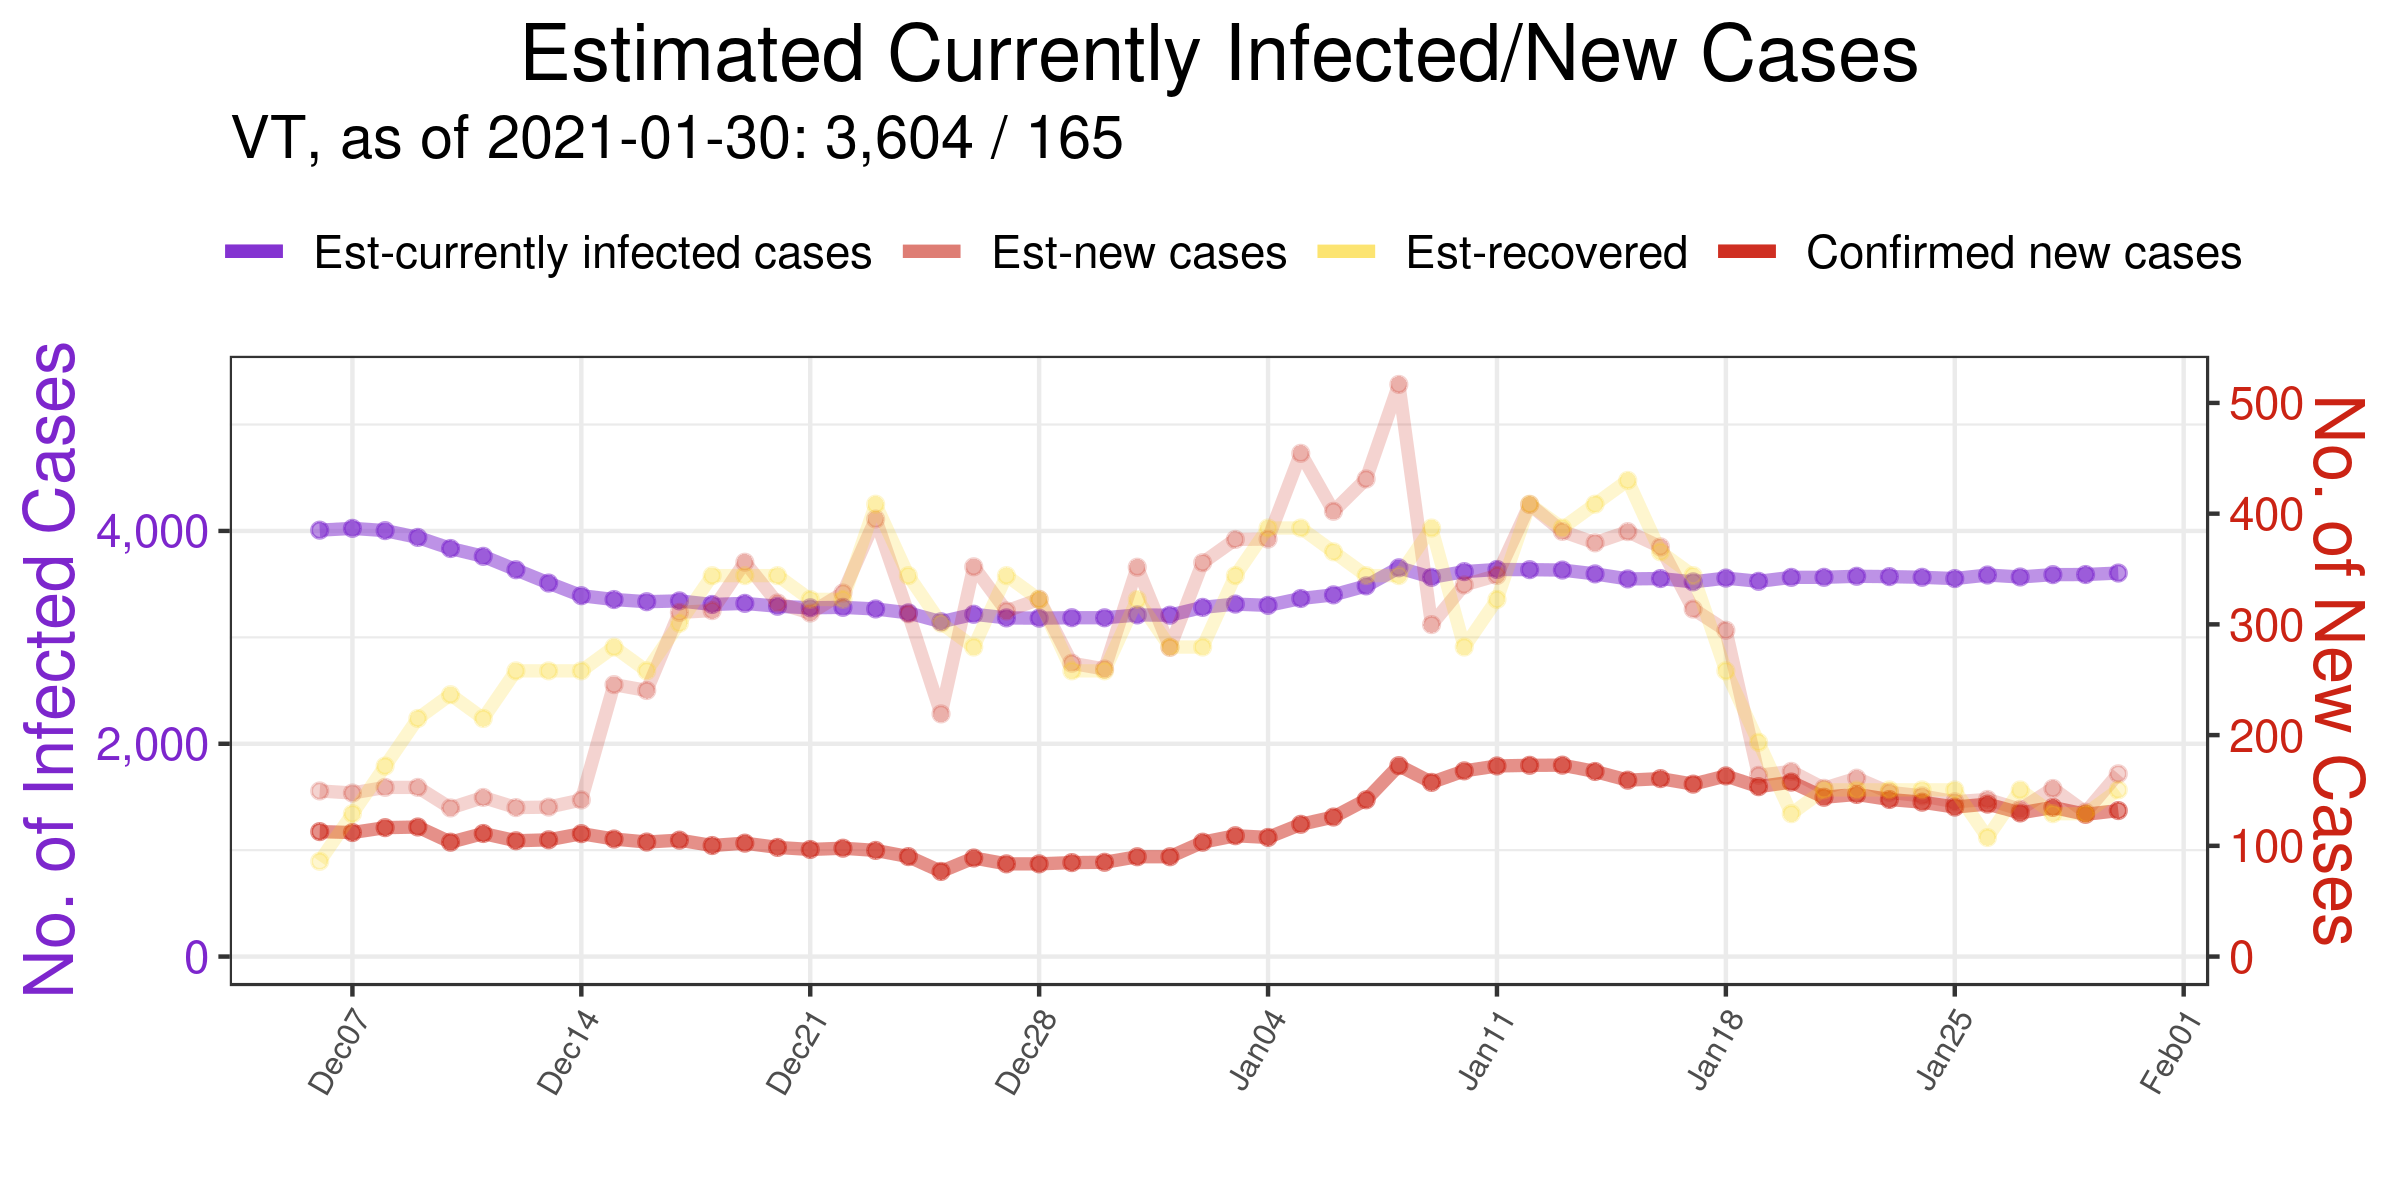 Estimated Currently Infected/New Cases
VT, as of 2021-01-30: 3,604 / 165
Est-currently infected cases
Est-new cases
Est-recovered
Confirmed new cases
No. of Infected Cases
4,000
2,000
0
500
400
300
200
100
0
No. of New Cases
Dec07
Dec14
Dec21
Dec28
Jan04
Jan11
Jan18
Jan25
Feb01